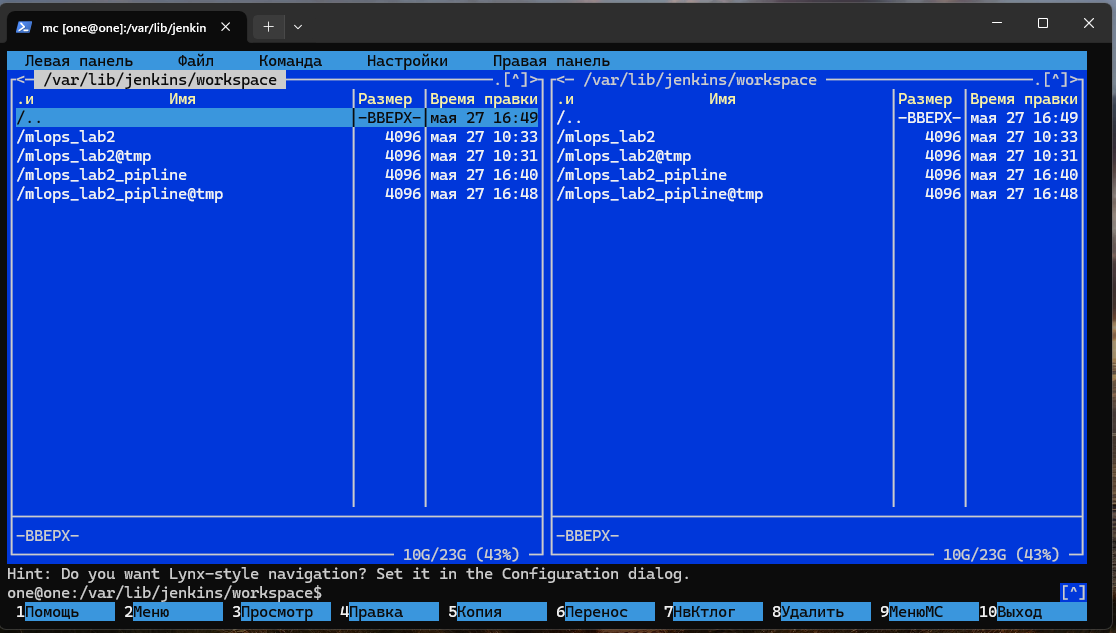 mc [one@one]:/var/lib/jenkin
Левая панель Файл Команда Настройки Правая панель
<─ /var/lib/jenkins/workspace .[^]> <─ /var/lib/jenkins/workspace .[^]>
.и Имя Размер Время правки .и Имя Размер Время правки
/.. -ВВЕРХ- мая 27 16:49 /.. -ВВЕРХ- мая 27 16:49
/mlops_lab2 4096 мая 27 10:33 /mlops_lab2 4096 мая 27 10:33
/mlops_lab2@tmp 4096 мая 27 10:31 /mlops_lab2@tmp 4096 мая 27 10:31
/mlops_lab2_pipline 4096 мая 27 16:40 /mlops_lab2_pipline 4096 мая 27 16:40
/mlops_lab2_pipline@tmp 4096 мая 27 16:48 /mlops_lab2_pipline@tmp 4096 мая 27 16:48
-ВВЕРХ- -ВВЕРХ-
10G/23G (43%) 10G/23G (43%)
Hint: Do you want Lynx-style navigation? Set it in the Configuration dialog.
one@one:/var/lib/jenkins/workspace$ [^]
1Помощь 2Меню 3Просмотр 4Правка 5Копия 6Перенос 7НвКтлог 8Удалить 9МенюMC 10Выход